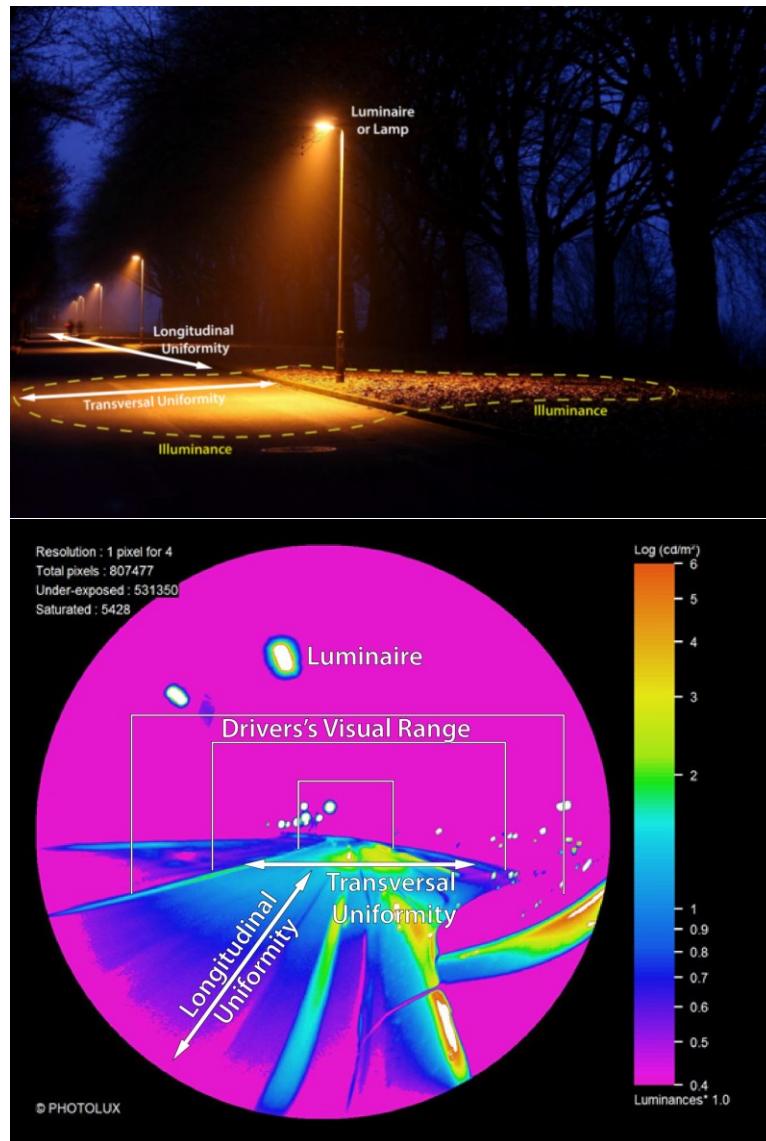 Luminaire
or Lamp
Longitudinal
Uniformity
Transversal Uniformity
Illuminance
Illuminance
Resolution : 1 pixel for 4
Total pixels : 807477
Under-exposed : 531350
Saturated : 5428
Log (cd/m²)
6
5
4
3
2
1
0.9
0.8
0.7
0.6
0.5
0.4
Luminances* 1.0
Luminaire
Drivers's Visual Range
Transversal
Uniformity
Longitudinal
Uniformity
© PHOTOLUX